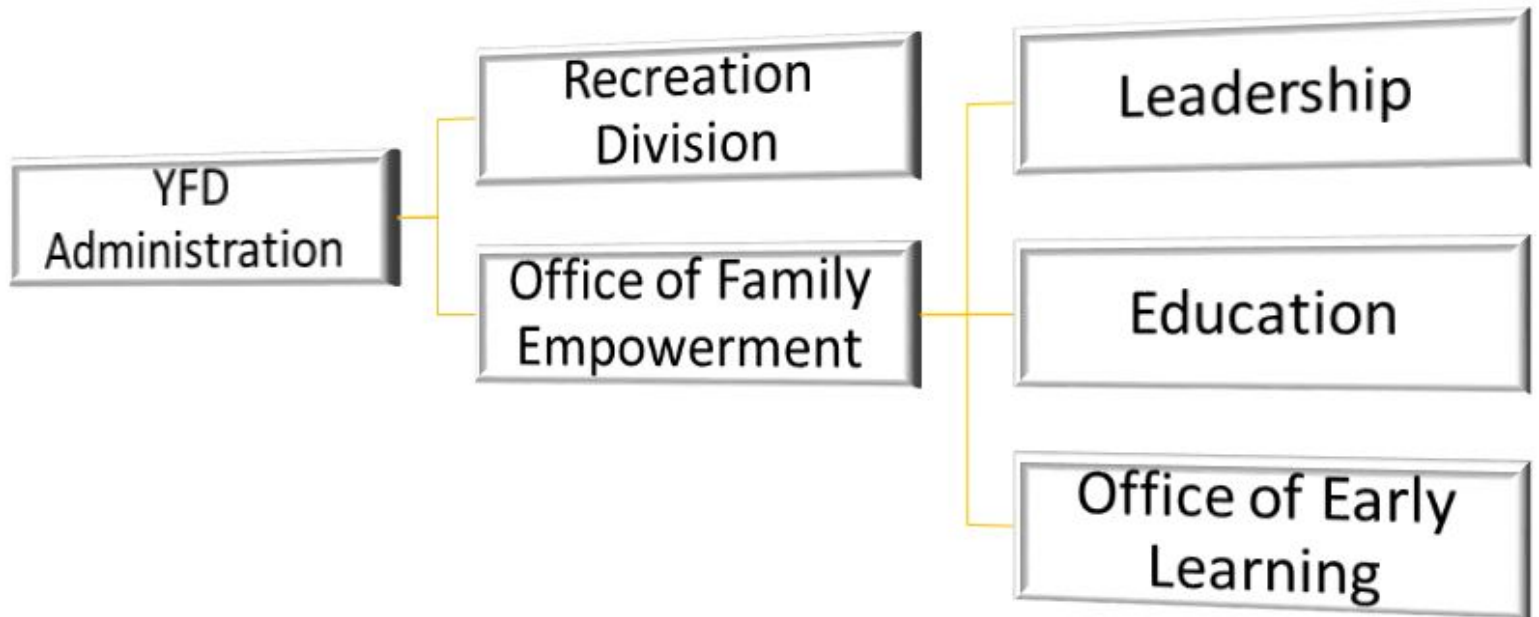 YFD
Administration
Recreation
Division
Office of Family
Empowerment
Leadership
Education
Office of Early
Learning